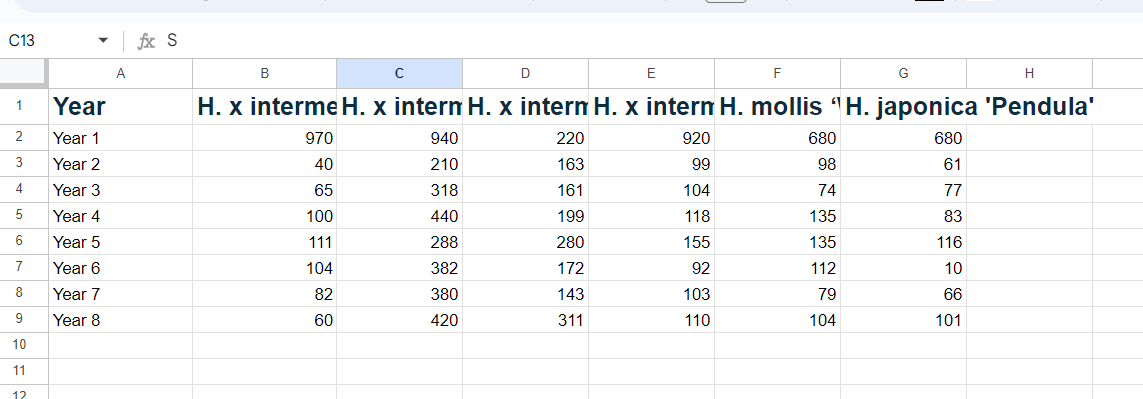 C13 fx S
A B C D E F G H
1 Year H. x interme H. x interm H. x interm H. x interm H. mollis ‘ H. japonica 'Pendula'
2 Year 1 970 940 220 920 680 680
3 Year 2 40 210 163 99 98 61
4 Year 3 65 318 161 104 74 77
5 Year 4 100 440 199 118 135 83
6 Year 5 111 288 280 155 135 116
7 Year 6 104 382 172 92 112 10
8 Year 7 82 380 143 103 79 66
9 Year 8 60 420 311 110 104 101
10
11
12